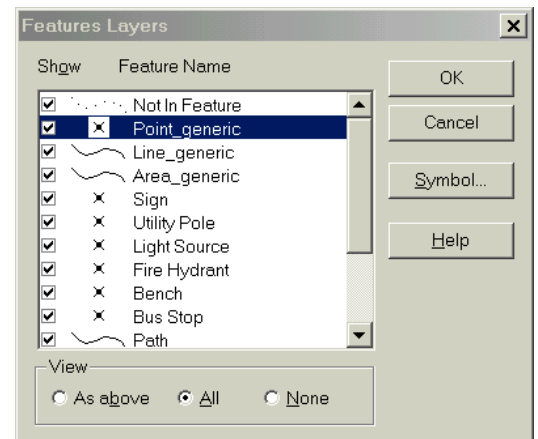 Features Layers
Show Feature Name
OK
Not In Feature
Point_generic
Cancel
Line_generic
Area_generic
Symbol...
Sign
Utility Pole
Light Source
Help
Fire Hydrant
Bench
Bus Stop
Path
View
As above All None